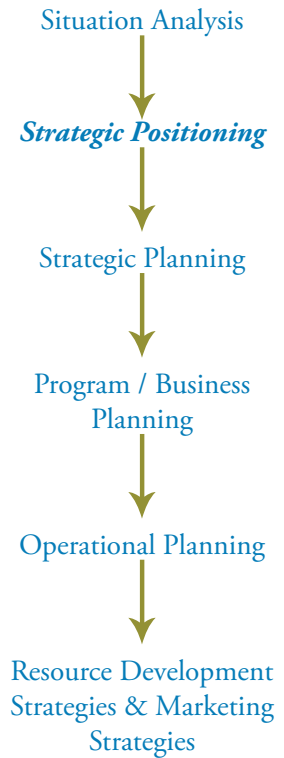 Situation Analysis
Strategic Positioning
Strategic Planning
Program / Business
Planning
Operational Planning
Resource Development
Strategies & Marketing
Strategies